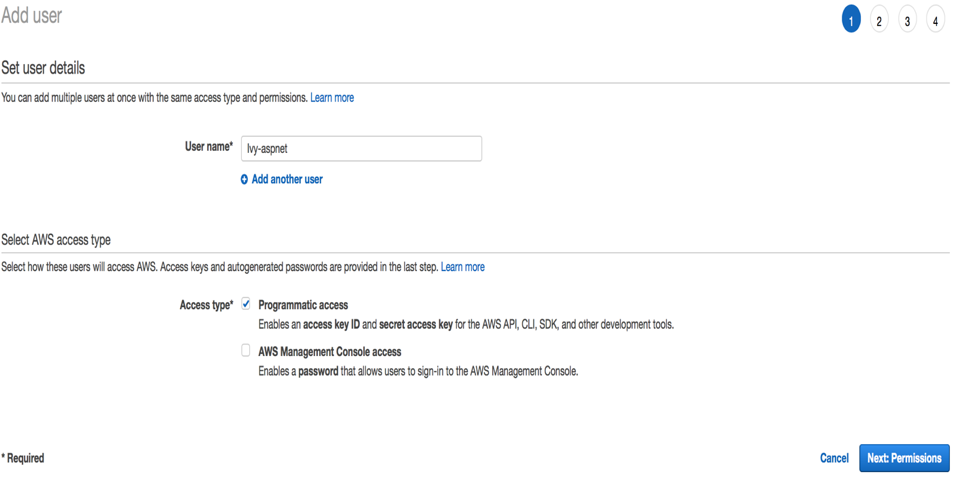 Add user
1 2 3 4
Set user details
You can add multiple users at once with the same access type and permissions. Learn more
User name* Ivy-aspnet
Add another user
Select AWS access type
Select how these users will access AWS. Access keys and autogenerated passwords are provided in the last step. Learn more
Access type* Programmatic access
Enables an access key ID and secret access key for the AWS API, CLI, SDK, and other development tools.
AWS Management Console access
Enables a password that allows users to sign-in to the AWS Management Console.
* Required Cancel Next: Permissions